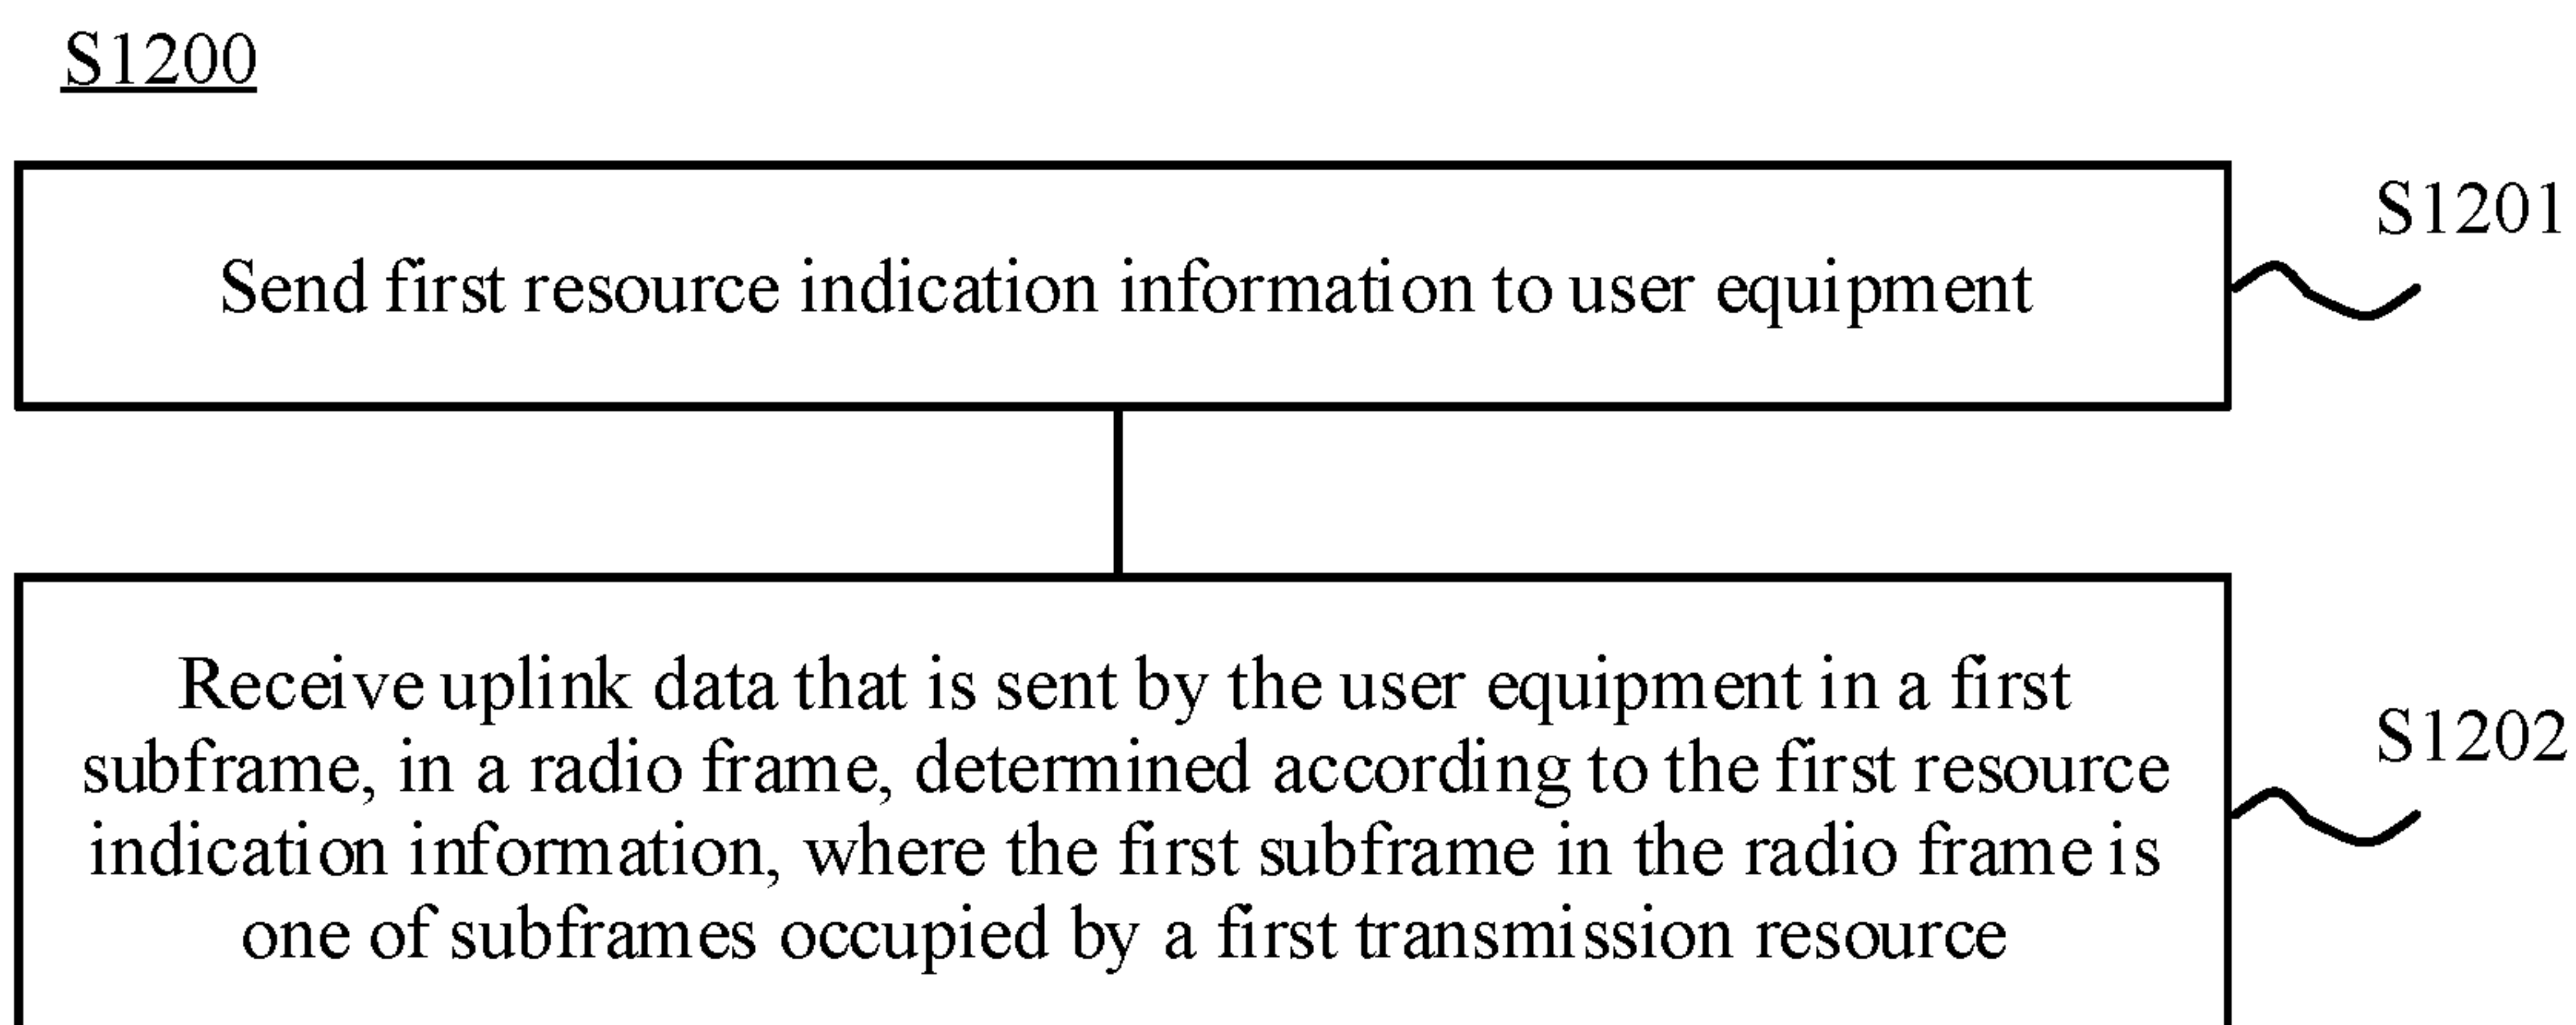 S1200
S1201
Send first resource indication information to user equipment
Receive uplink data that is sent by the user equipment in a first
subframe, in a radio frame, determined according to the first resource
S1202
indication information, where the first subframe in the radio frame is
one of subframes occupied by a first transmission resource